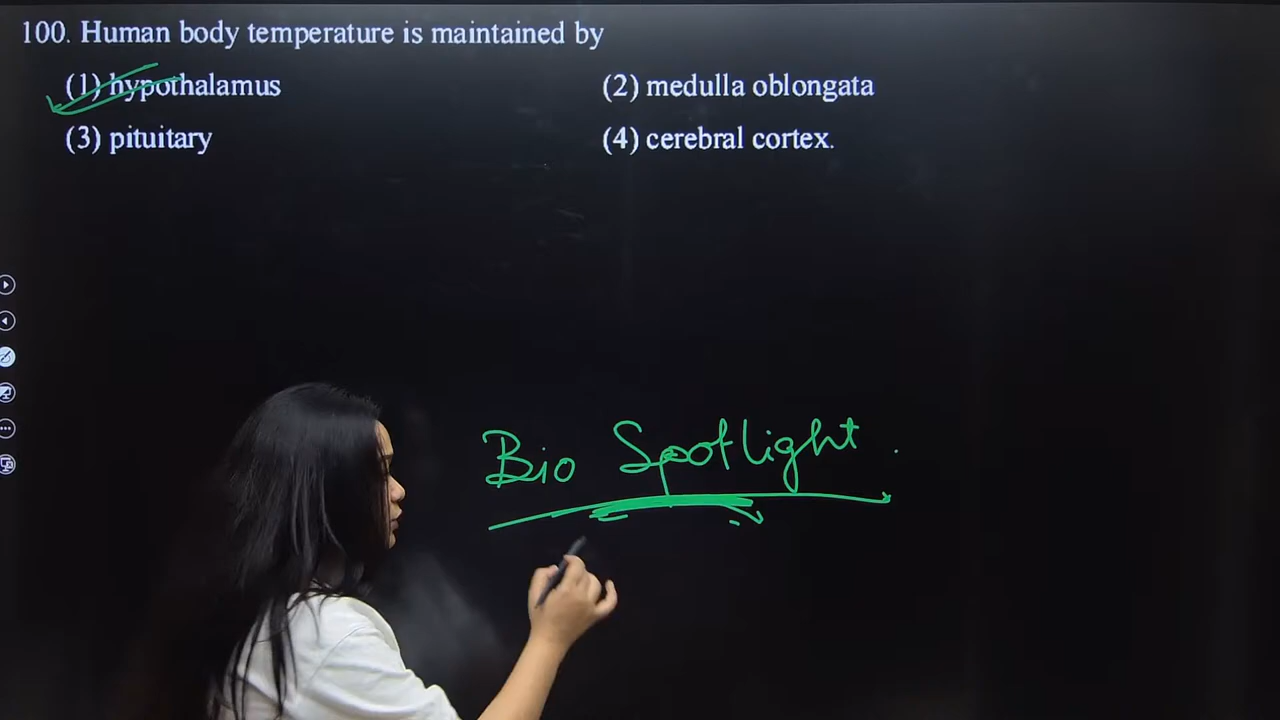 100. Human body temperature is maintained by
(1) hypothalamus (2) medulla oblongata
(3) pituitary (4) cerebral cortex.
Bio Spotlight.